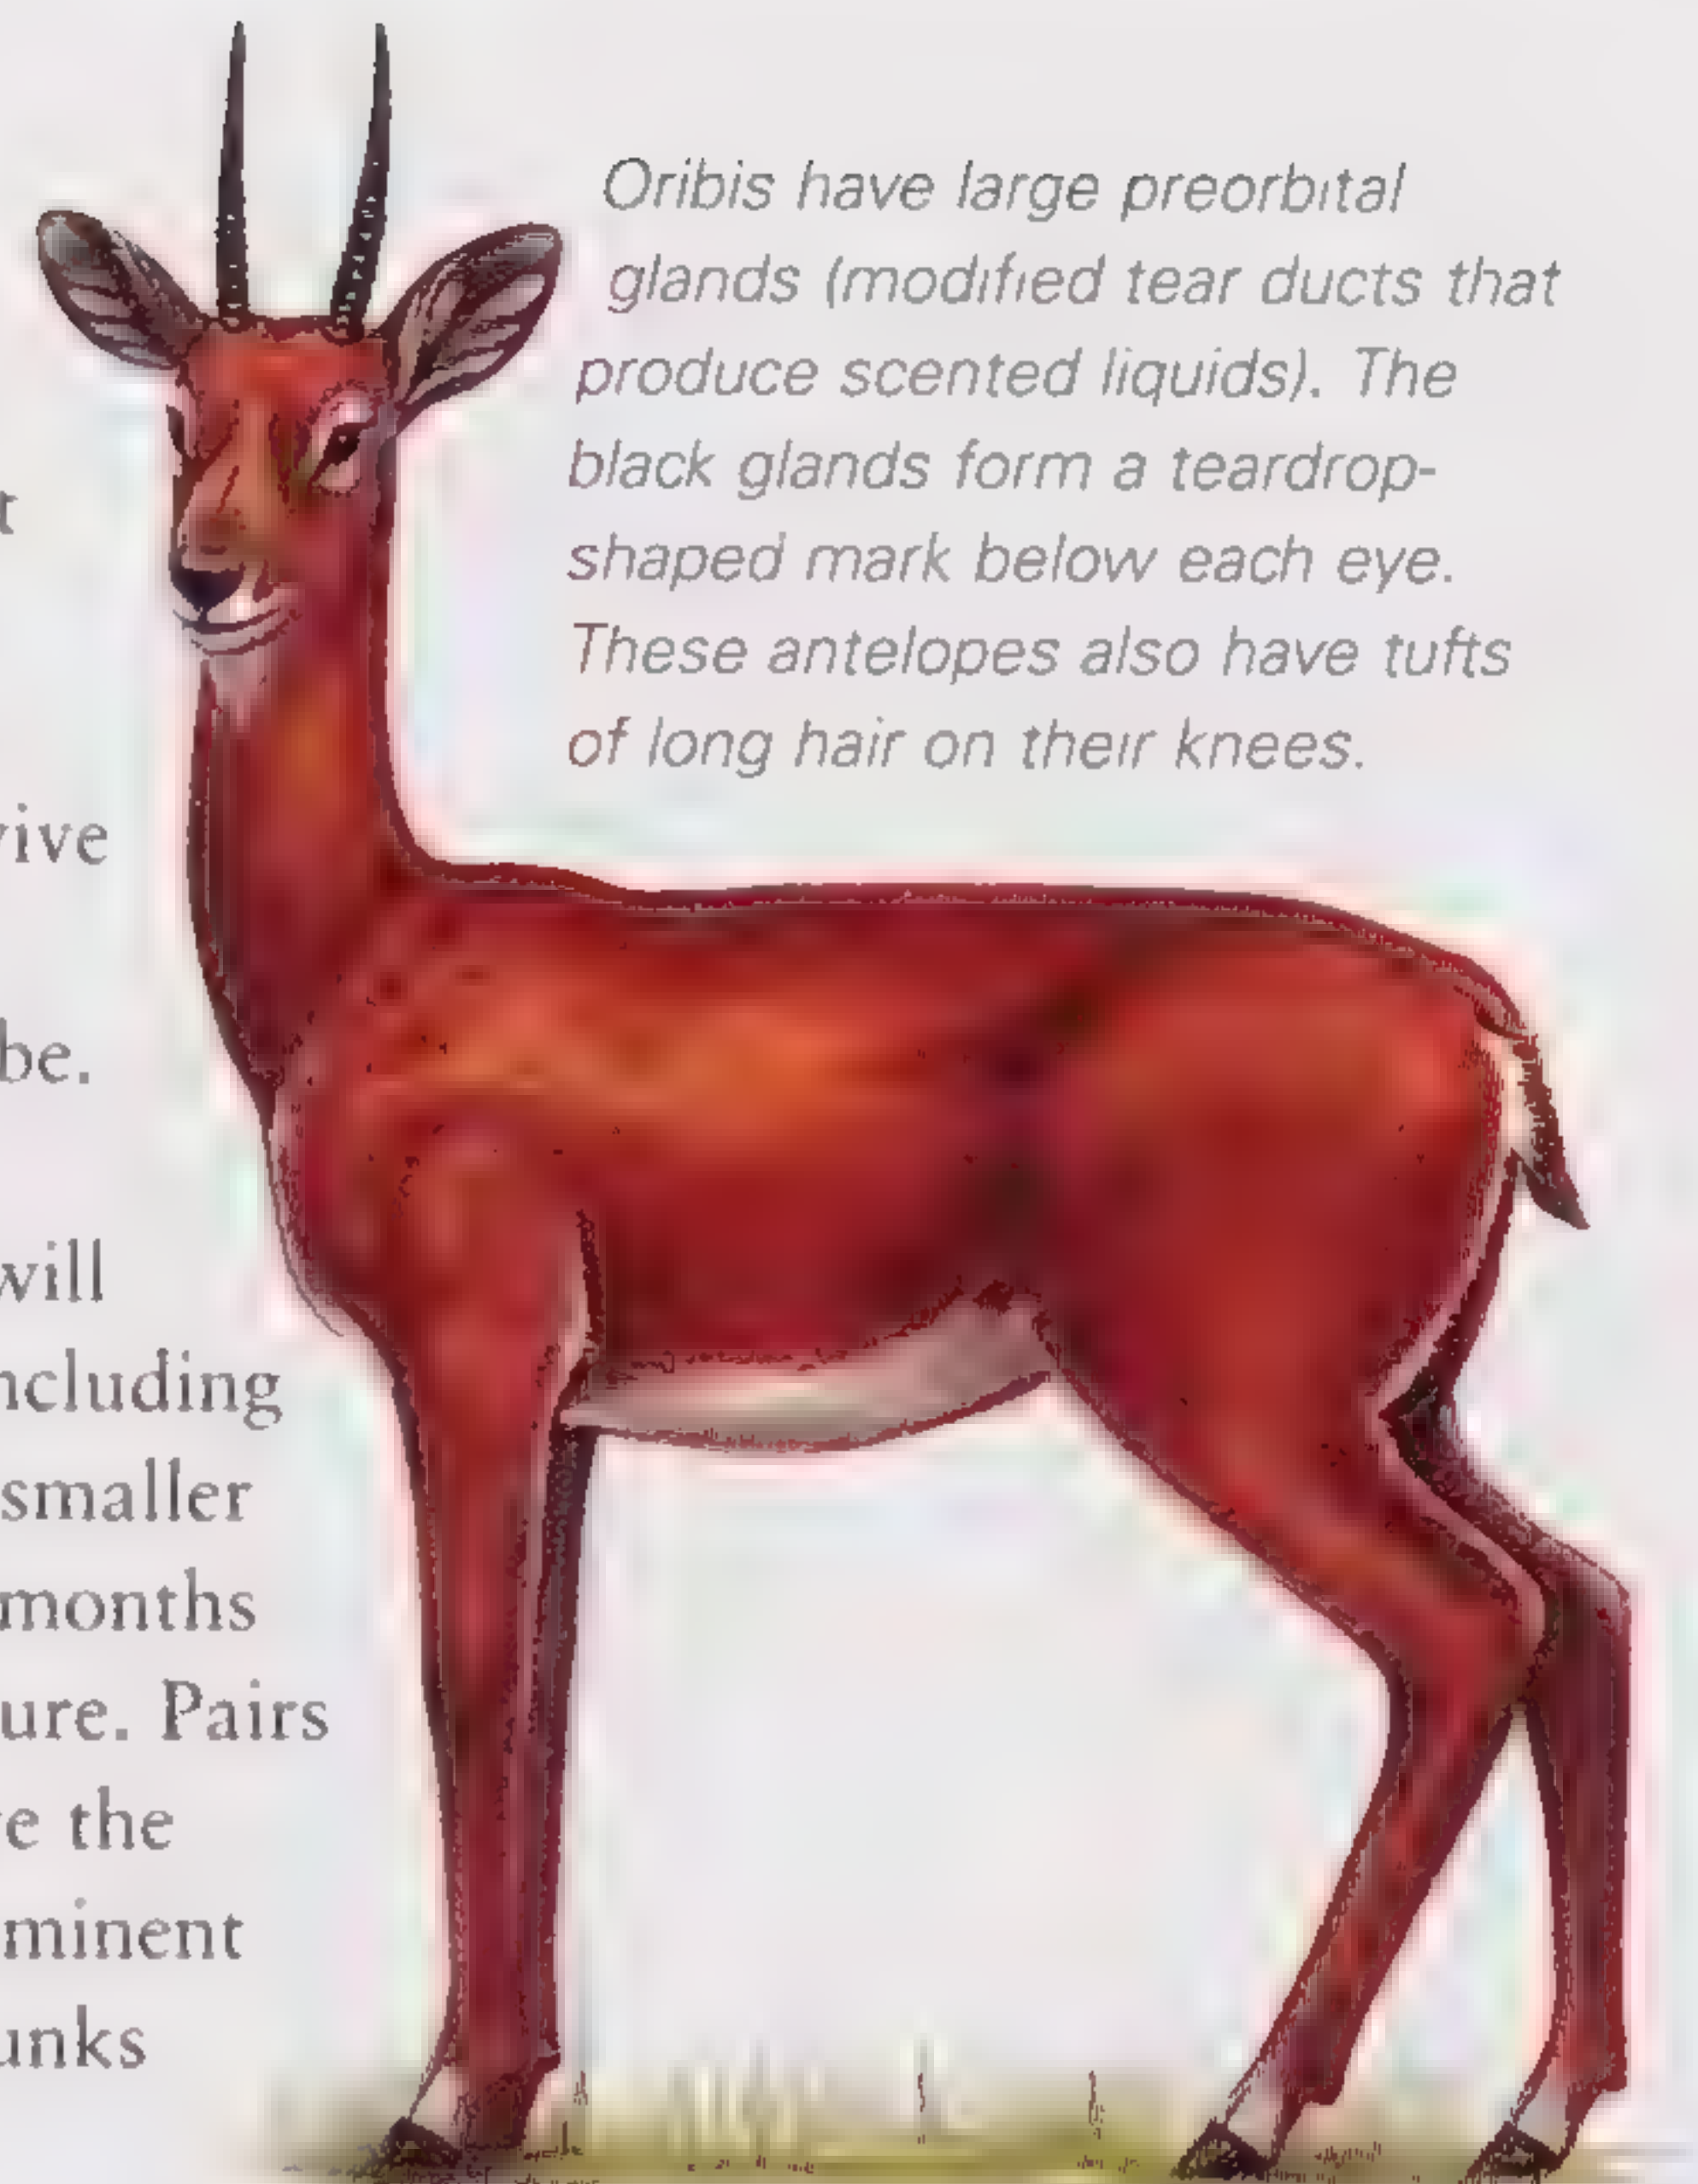 Oribis have large preorbital
glands (modified tear ducts that
produce scented liquids). The
black glands form a teardrop-
shaped mark below each eye.
These antelopes also have tufts
of long hair on their knees.
t
vive
be.
will
ncluding
smaller
months
ure. Pairs
e the
minent
unks